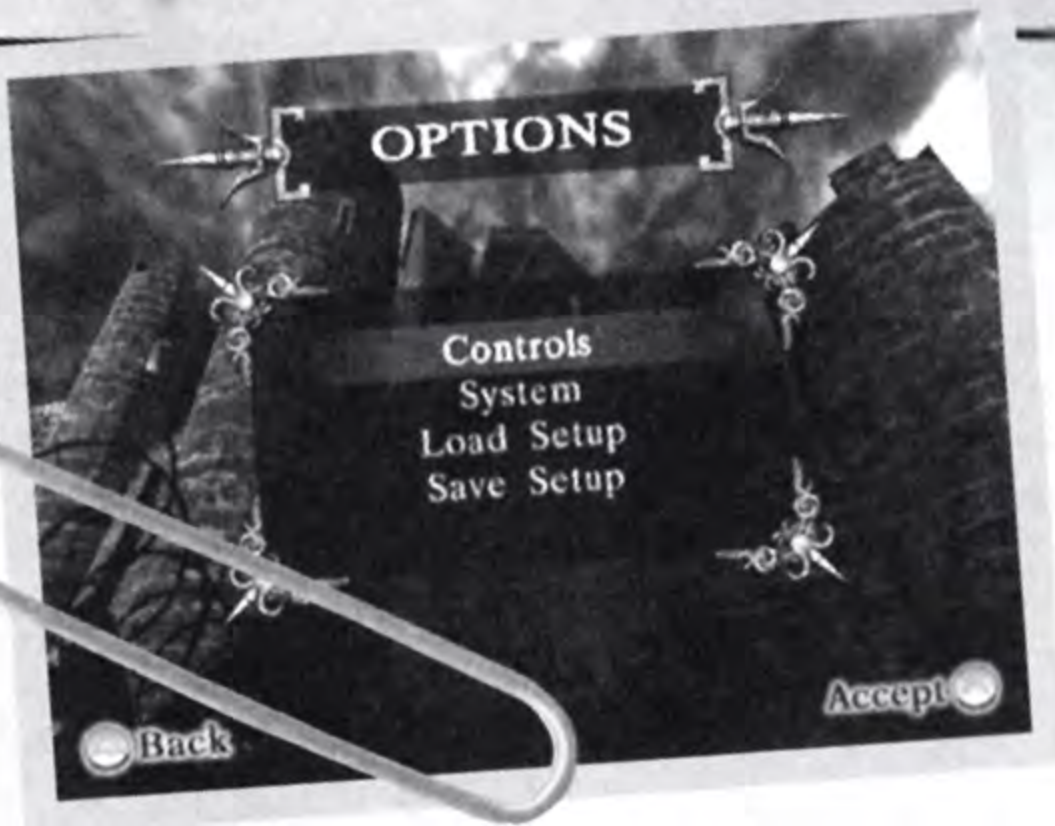 OPTIONS
Controls
System
Load Setup
Save Setup
Accept
Back